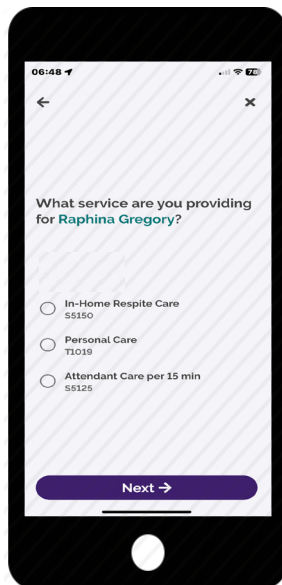 06:48
78
What service are you providing
for Raphina Gregory?
In-Home Respite Care
S5150
Personal Care
T1019
Attendant Care per 15 min
S5125
Next →